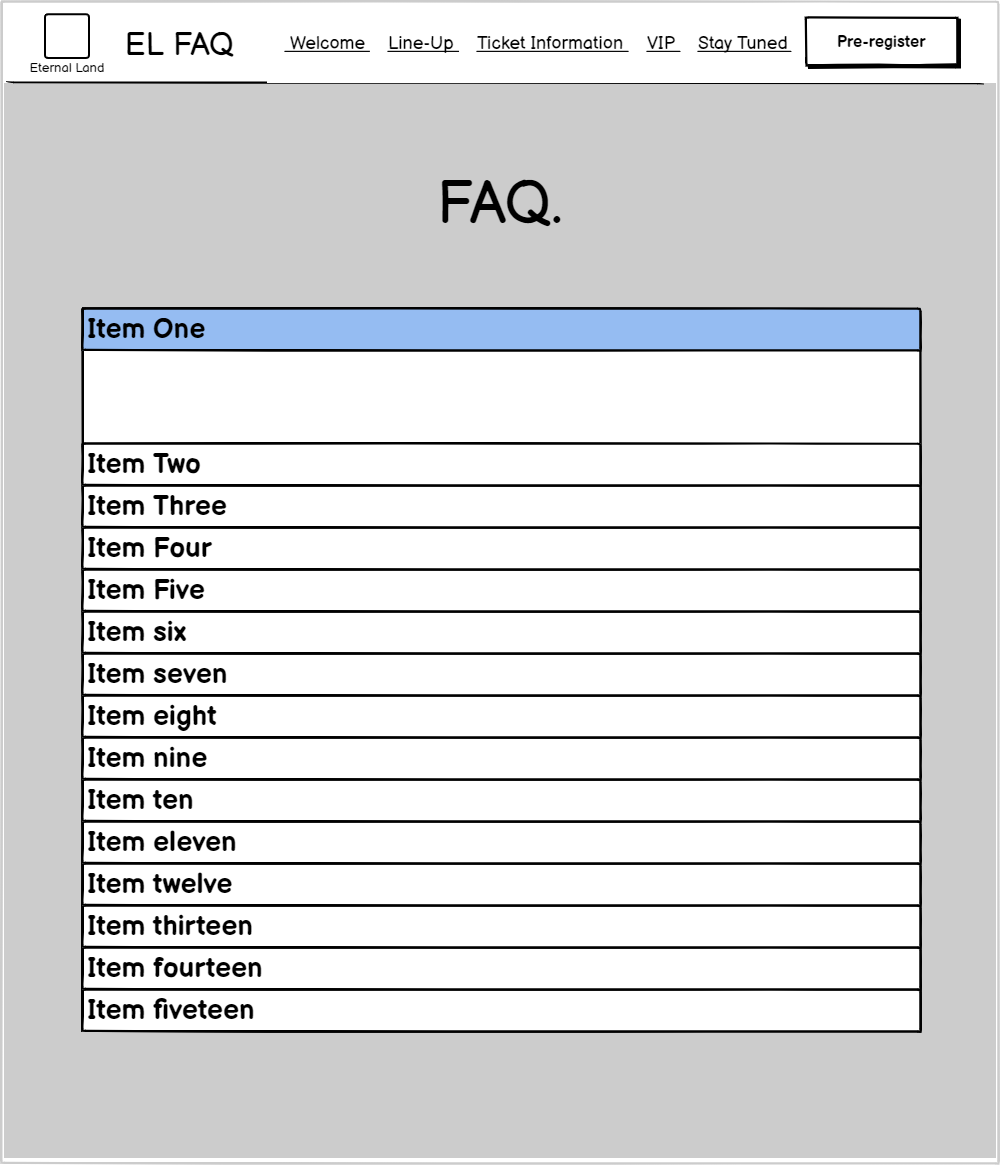 EL FAQ
Welcome
Line-Up
Ticket Information
VIP
Stay Tuned
Pre-register
Eternal Land
FAQ.
Item One
Item Two
Item Three
Item Four
Item Five
Item six
Item seven
Item eight
Item nine
Item ten
Item eleven
Item twelve
Item thirteen
Item fourteen
Item fiveteen